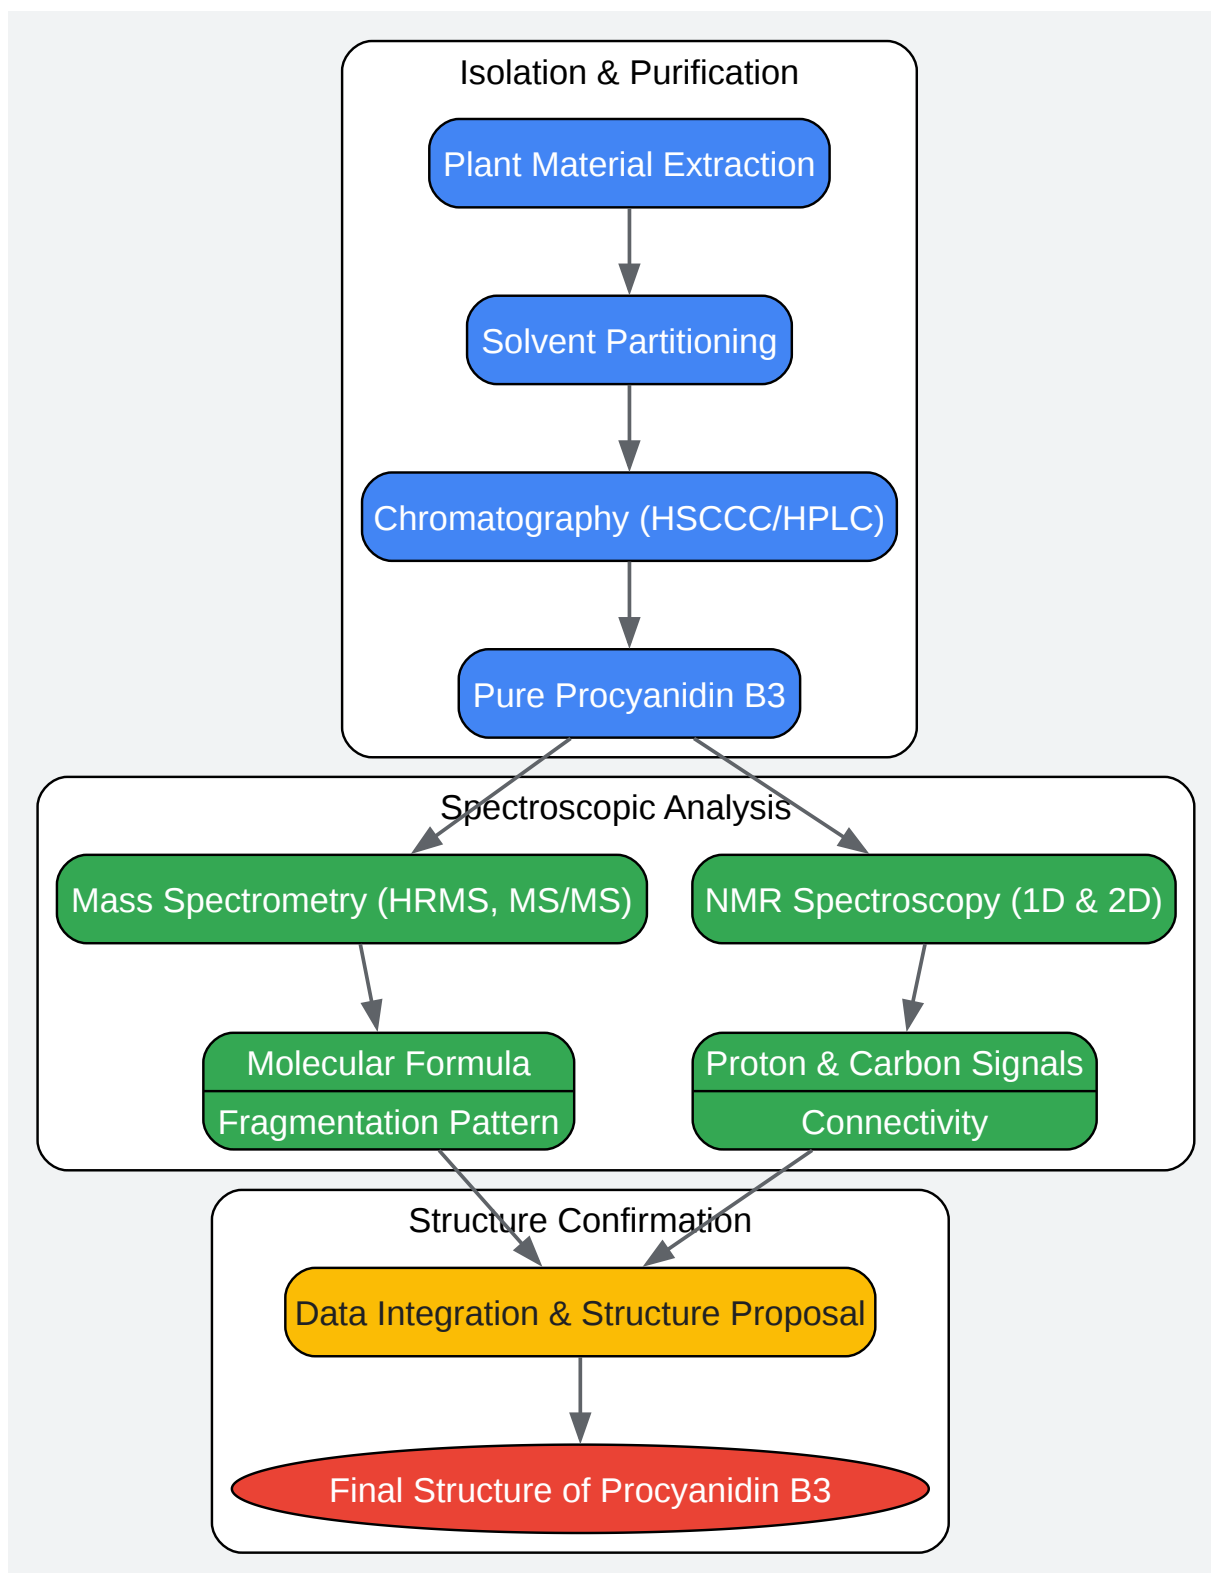 Isolation & Purification
Plant Material Extraction
Solvent Partitioning
Chromatography (HSCCC/HPLC)
Pure Procyanidin B3
Spectroscopic Analysis
Mass Spectrometry (HRMS, MS/MS)
NMR Spectroscopy (1D & 2D)
Molecular Formula
Fragmentation Pattern
Proton & Carbon Signals
Connectivity
Structure Confirmation
Data Integration & Structure Proposal
Final Structure of Procyanidin B3